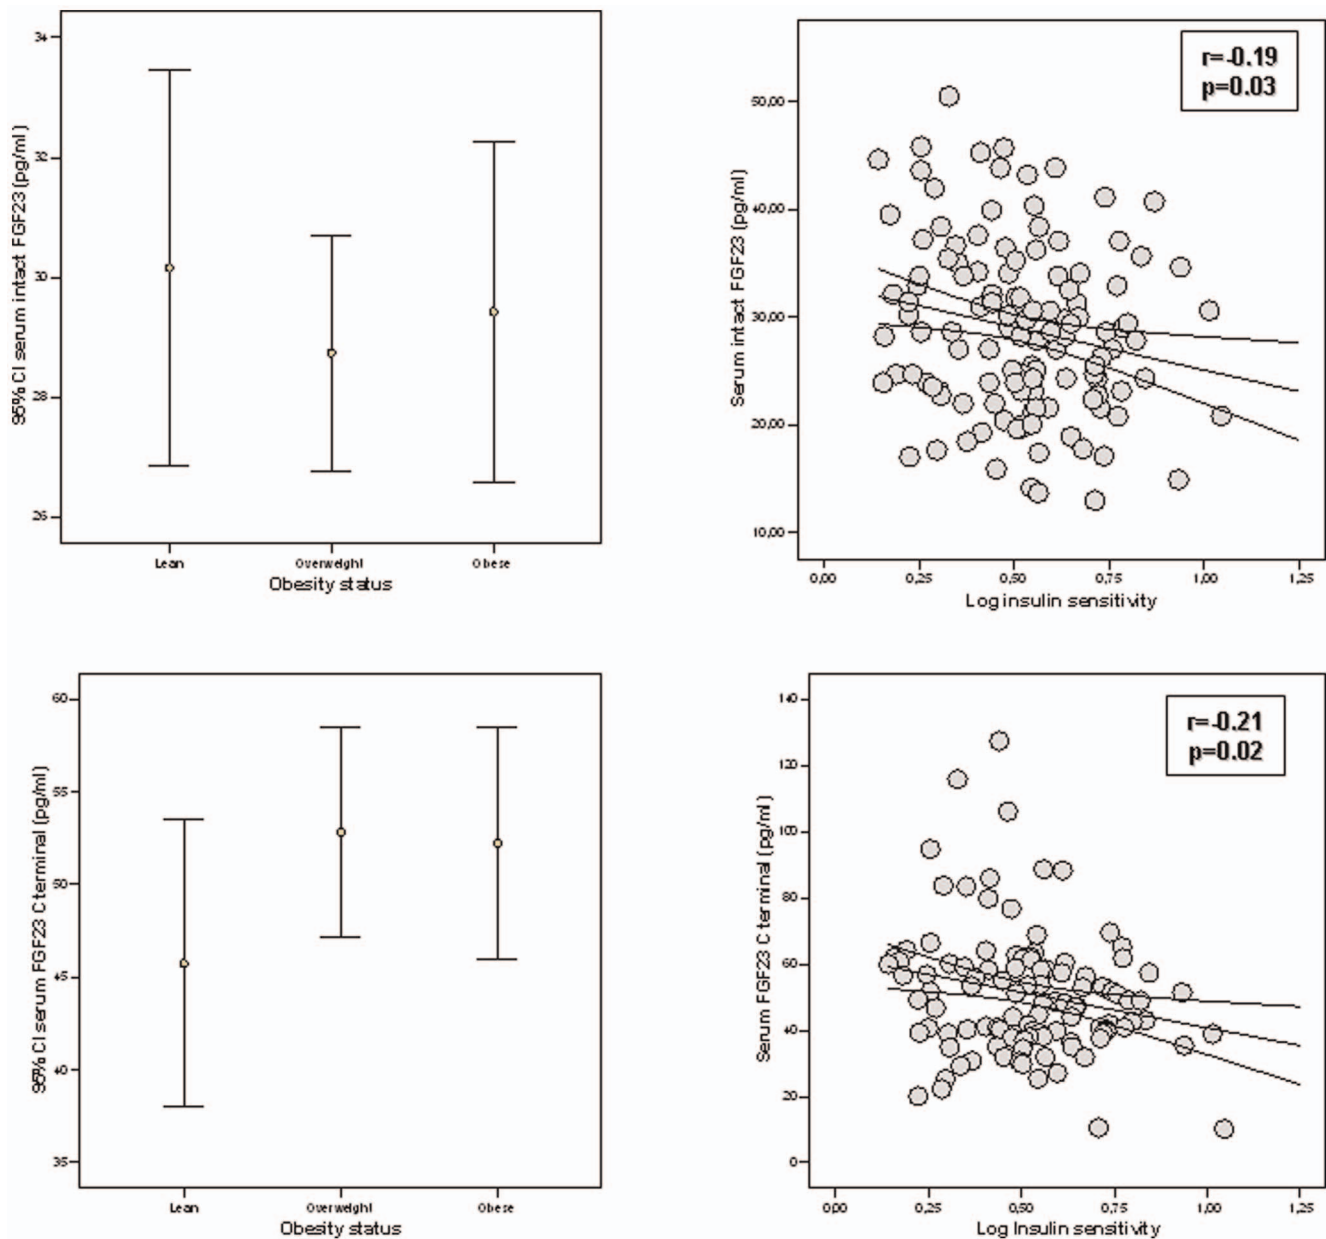 34
32
30
28
26
95% CI serum intact FGF23 (pg/ml)
Lean Overweight Obese
Obesity status
r=-0.19
p=0.03
50,00
40,00
30,00
20,00
10,00
Serum intact FGF23 (pg/ml)
0,00 0,25 0,50 0,75 1,00 1,25
Log insulin sensitivity
60
55
50
45
40
35
95% CI serum FGF23 C terminal (pg/ml)
Lean Overweight Obese
Obesity status
r=-0.21
p=0.02
140
120
100
80
60
40
20
0
Serum FGF23 C terminal (pg/ml)
0,00 0,25 0,50 0,75 1,00 1,25
Log Insulin sensitivity